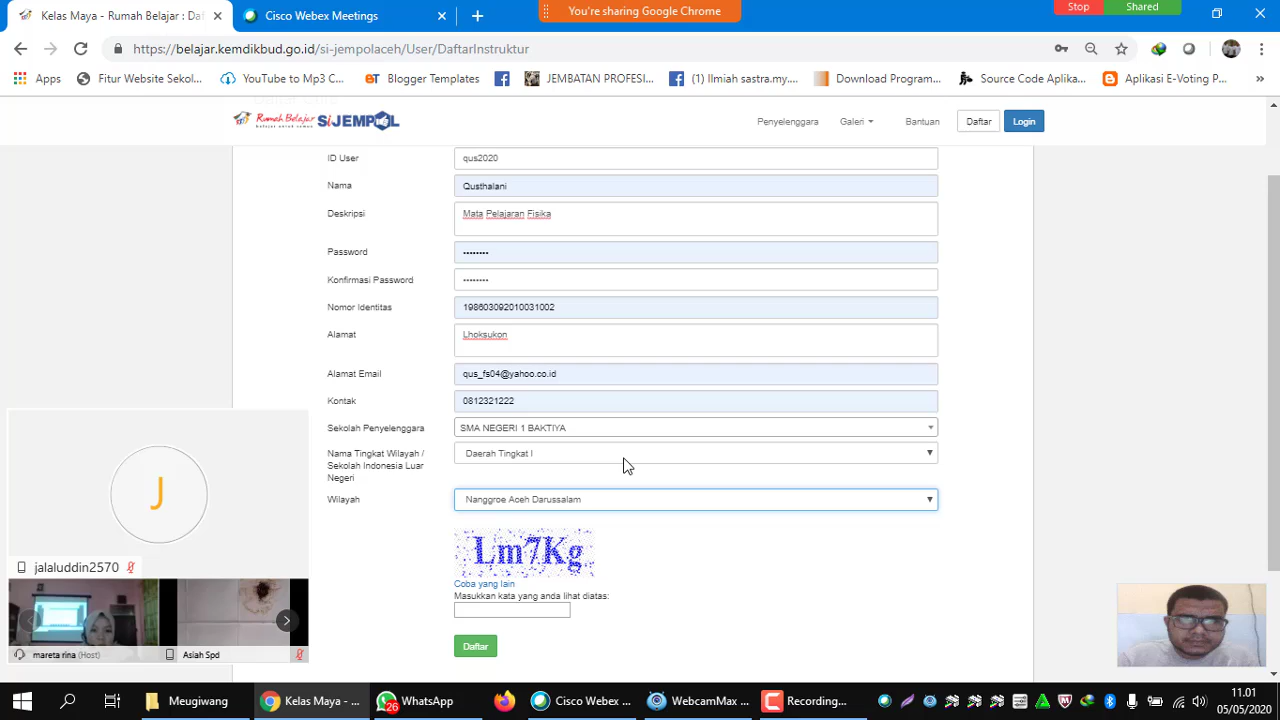 Kelas Maya - Rumah Belajar : Daf
Cisco Webex Meetings
You're sharing Google Chrome
Stop
Shared
https://belajar.kemdikbud.go.id/si-jempolaceh/User/DaftarInstruktur
Apps
Fitur Website Sekol...
YouTube to Mp3 C...
Blogger Templates
JEMBATAN PROFESI...
(1) Ilmiah sastra.my....
Download Program...
Source Code Aplika...
Aplikasi E-Voting P...
Rumah Belajar
SIJEMPOL
Penyelenggara
Galeri
Bantuan
Daftar
Login
ID User
qus2020
Nama
Qusthalani
Deskripsi
Mata Pelajaran Fisika
Password
••••••••
Konfirmasi Password
••••••••
Nomor Identitas
198603092010031002
Alamat
Lhoksukon
Alamat Email
qus_fs04@yahoo.co.id
Kontak
0812321222
Sekolah Penyelenggara
SMA NEGERI 1 BAKTIYA
Nama Tingkat Wilayah /
Sekolah Indonesia Luar
Negeri
Daerah Tingkat I
Wilayah
Nanggroe Aceh Darussalam
Lm7Kg
Coba yang lain
Masukkan kata yang anda lihat diatas:
Daftar
J
jalaluddin2570
mareta rina (Host)
Asiah Spd
Meugiwang
Kelas Maya - ...
26
WhatsApp
Cisco Webex ...
WebcamMax ...
Recording...
11.01
05/05/2020